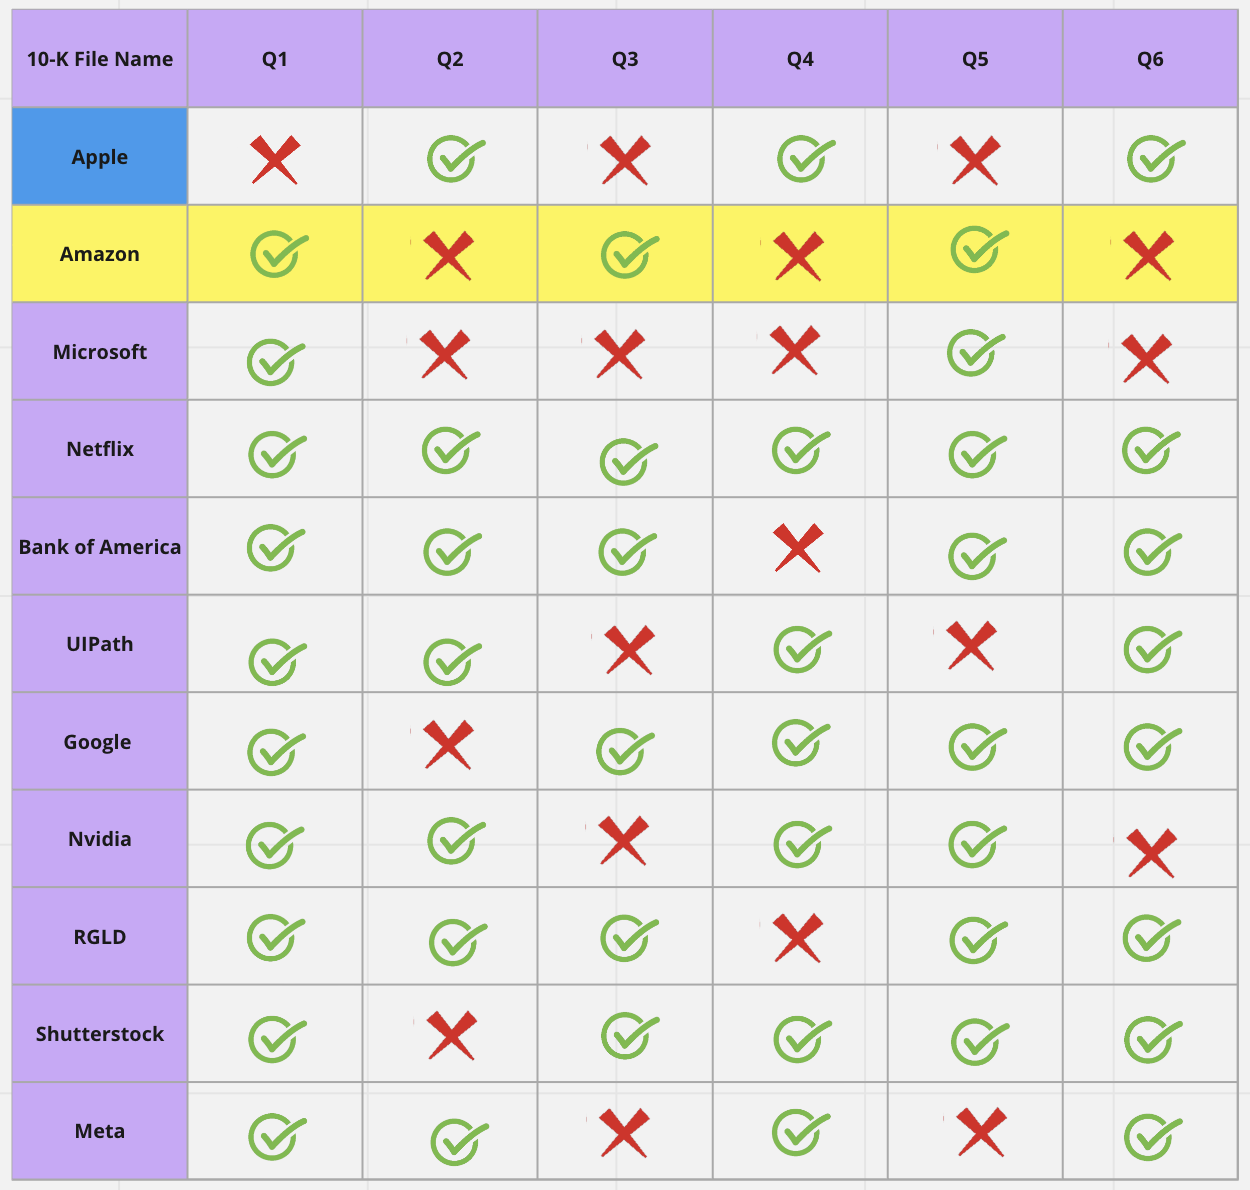 10-K File Name Q1 Q2 Q3 Q4 Q5 Q6
Apple
Amazon
Microsoft
Netflix
Bank of America
UIPath
Google
Nvidia
RGLD
Shutterstock
Meta